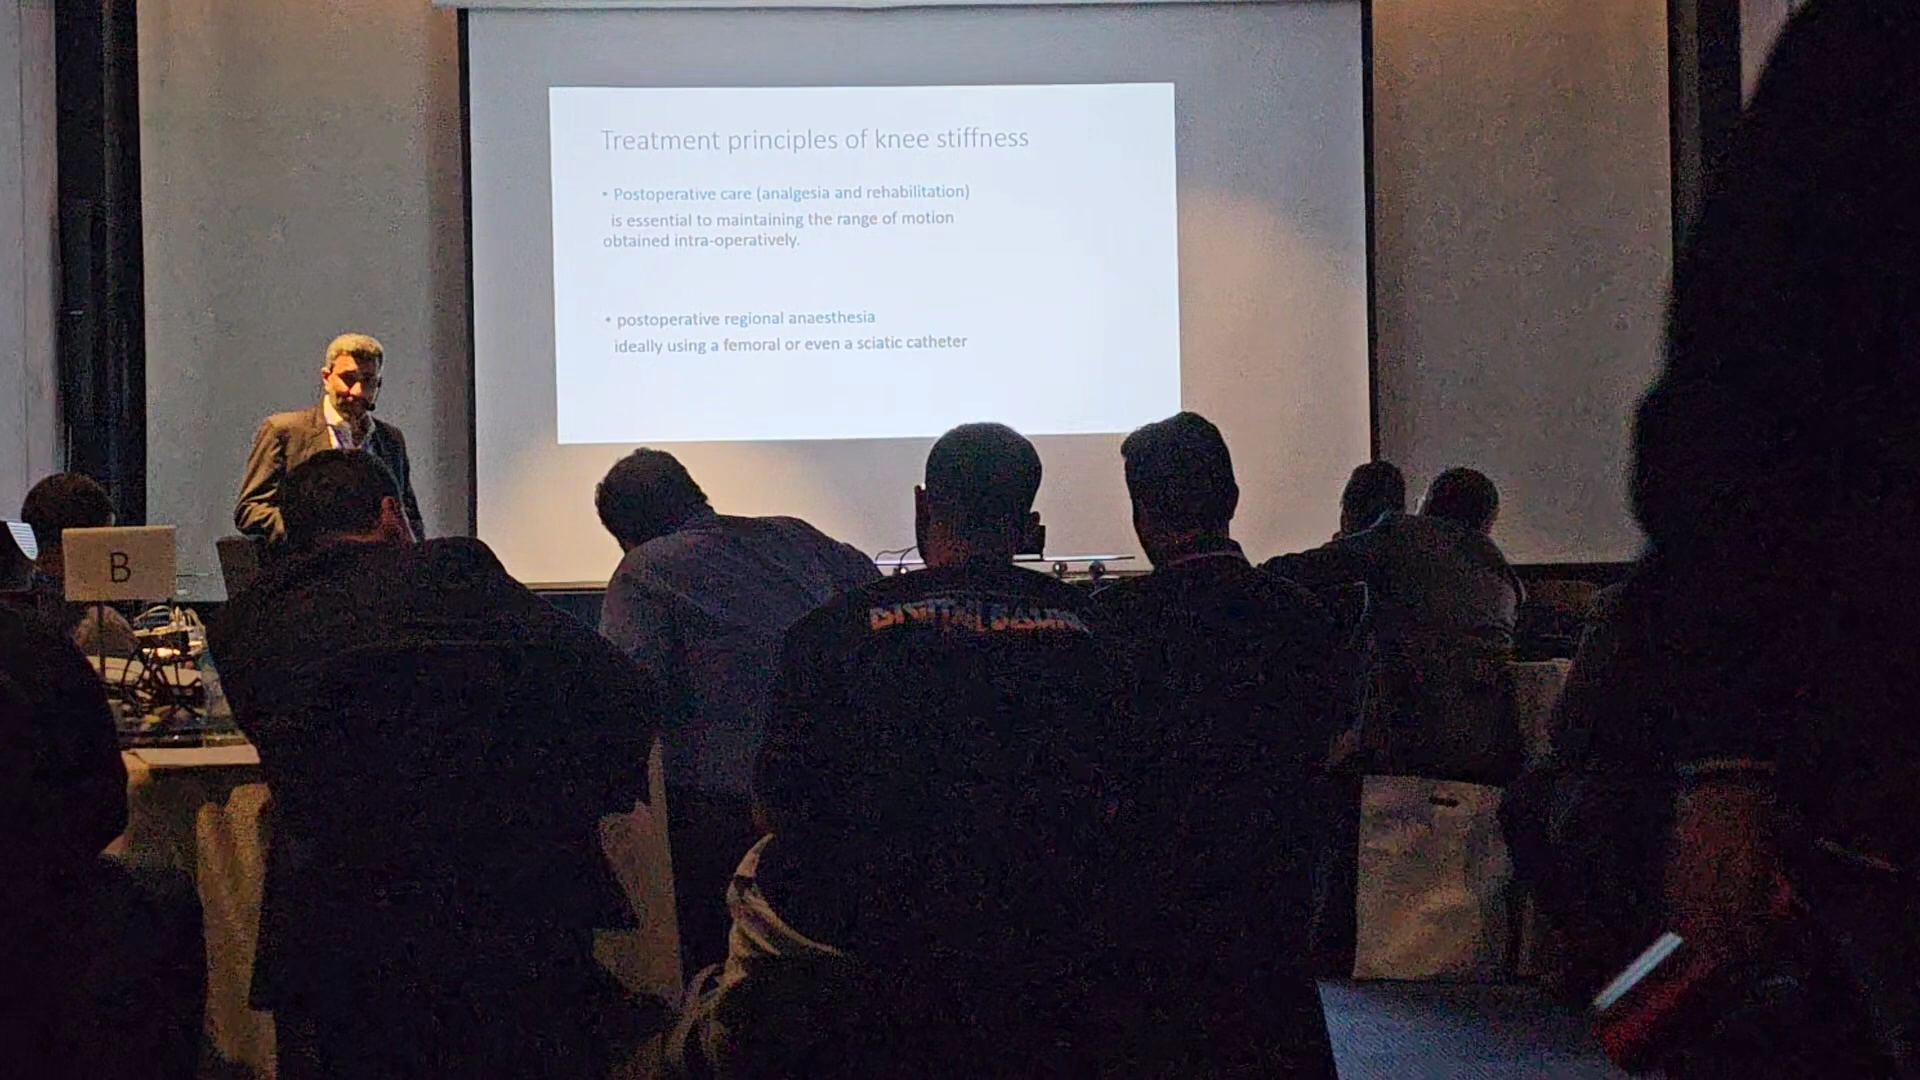 Treatment principles of knee stiffness
• Postoperative care (analgesia and rehabilitation)
is essential to maintaining the range of motion
obtained intra-operatively.
• postoperative regional anaesthesia
ideally using a femoral or even a sciatic catheter
B